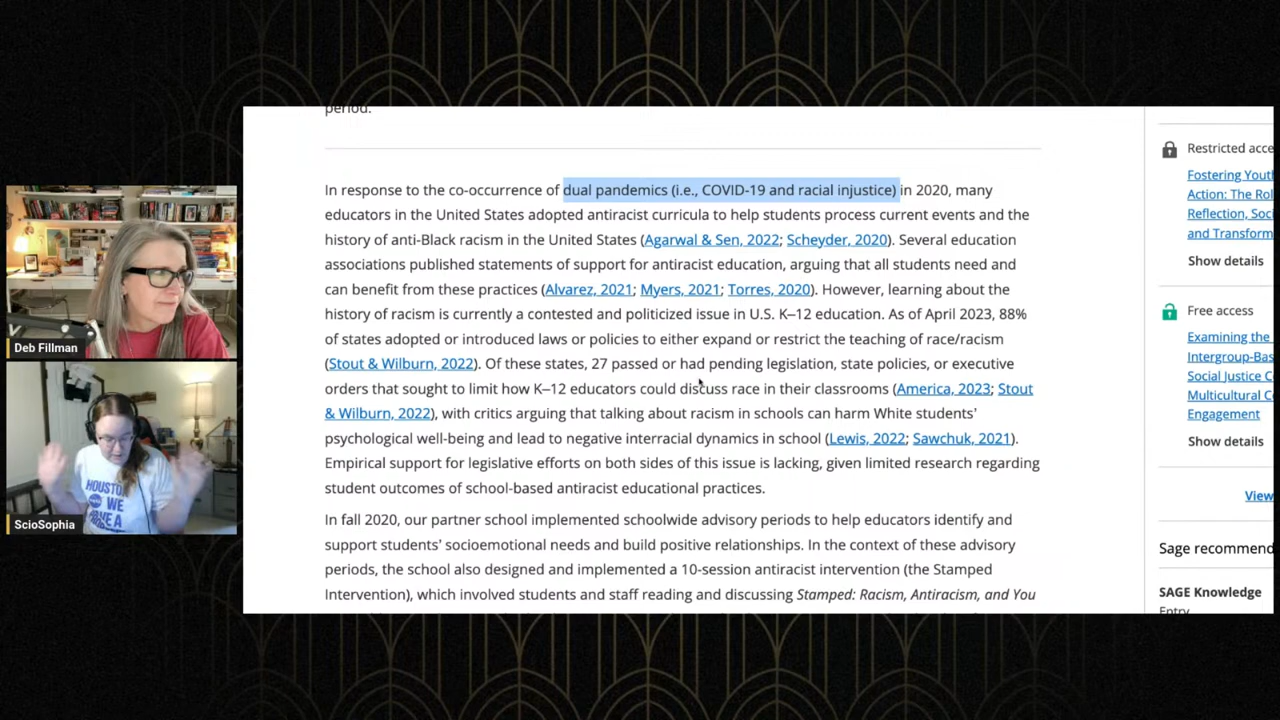 period.
In response to the co-occurrence of dual pandemics (i.e., COVID-19 and racial injustice) in 2020, many
educators in the United States adopted antiracist curricula to help students process current events and the
history of anti-Black racism in the United States (Agarwal & Sen, 2022; Scheyder, 2020). Several education
associations published statements of support for antiracist education, arguing that all students need and
can benefit from these practices (Alvarez, 2021; Myers, 2021; Torres, 2020). However, learning about the
history of racism is currently a contested and politicized issue in U.S. K–12 education. As of April 2023, 88%
of states adopted or introduced laws or policies to either expand or restrict the teaching of race/racism
(Stout & Wilburn, 2022). Of these states, 27 passed or had pending legislation, state policies, or executive
orders that sought to limit how K–12 educators could discuss race in their classrooms (America, 2023; Stout
& Wilburn, 2022), with critics arguing that talking about racism in schools can harm White students’
psychological well-being and lead to negative interracial dynamics in school (Lewis, 2022; Sawchuk, 2021).
Empirical support for legislative efforts on both sides of this issue is lacking, given limited research regarding
student outcomes of school-based antiracist educational practices.
In fall 2020, our partner school implemented schoolwide advisory periods to help educators identify and
support students’ socioemotional needs and build positive relationships. In the context of these advisory
periods, the school also designed and implemented a 10-session antiracist intervention (the Stamped
Intervention), which involved students and staff reading and discussing Stamped: Racism, Antiracism, and You
Restricted acce
Fostering Yout
Action: The Rol
Reflection, Soci
and Transform
Show details
Free access
Examining the
Intergroup-Bas
Social Justice C
Multicultural C
Engagement
Show details
View
Sage recommend
SAGE Knowledge
Entry
Deb Fillman
HOUSTON
WE
ScioSophia